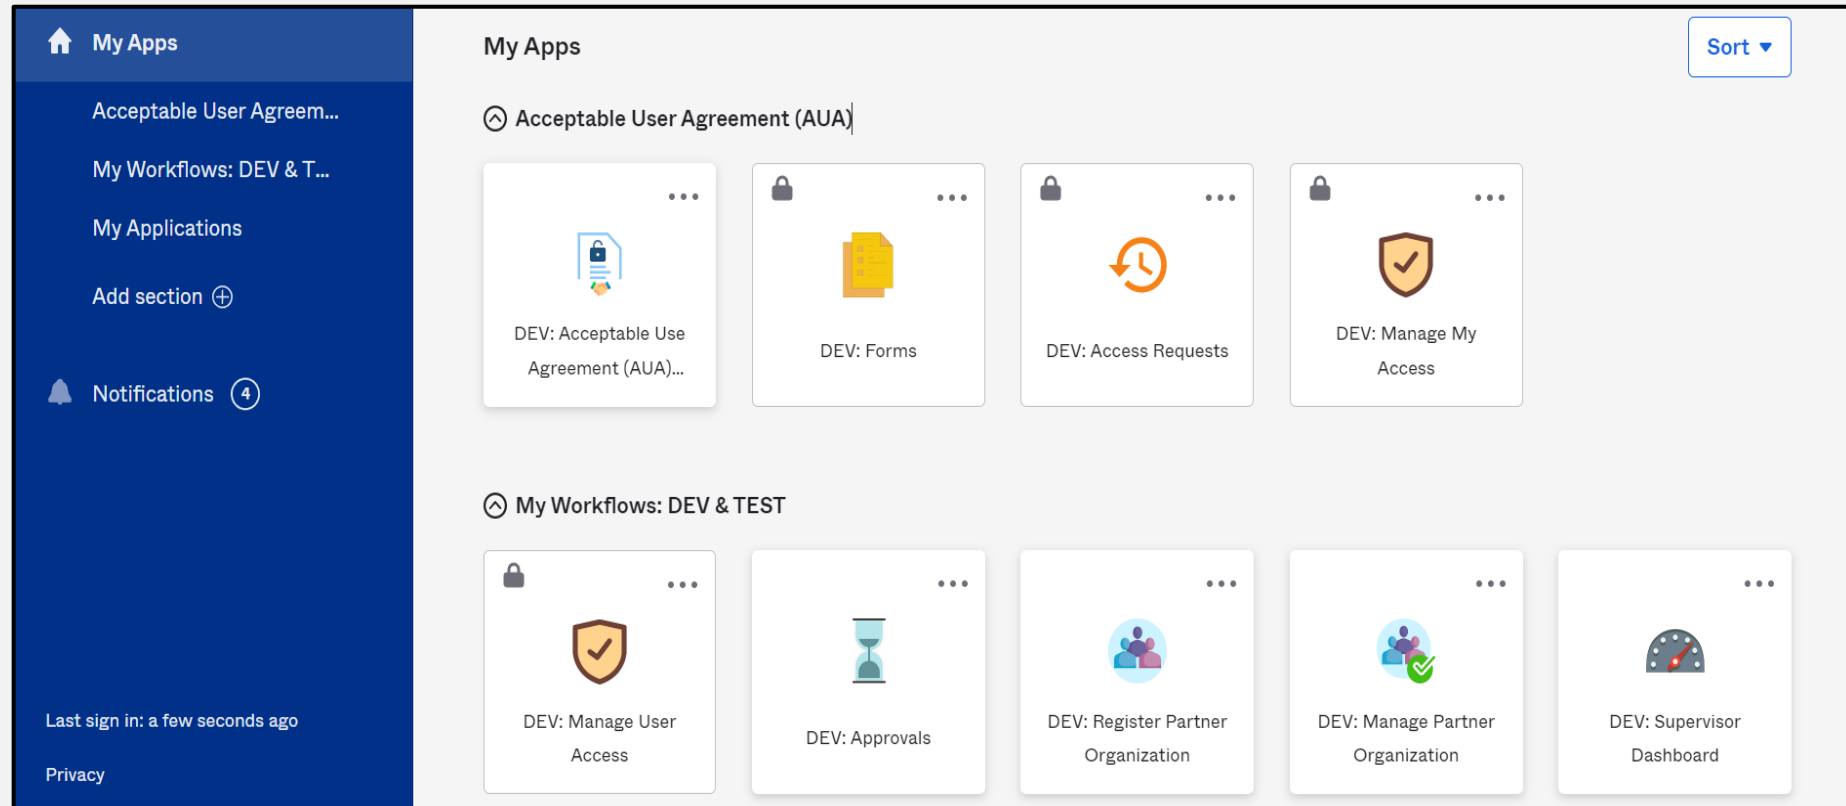 My Apps
Acceptable User Agreem...
My Workflows: DEV & T...
My Applications
Add section
Notifications 4
Last sign in: a few seconds ago
Privacy
My Apps
Sort
Acceptable User Agreement (AUA)
DEV: Acceptable Use
Agreement (AUA)...
DEV: Forms
DEV: Access Requests
DEV: Manage My
Access
My Workflows: DEV & TEST
DEV: Manage User
Access
DEV: Approvals
DEV: Register Partner
Organization
DEV: Manage Partner
Organization
DEV: Supervisor
Dashboard